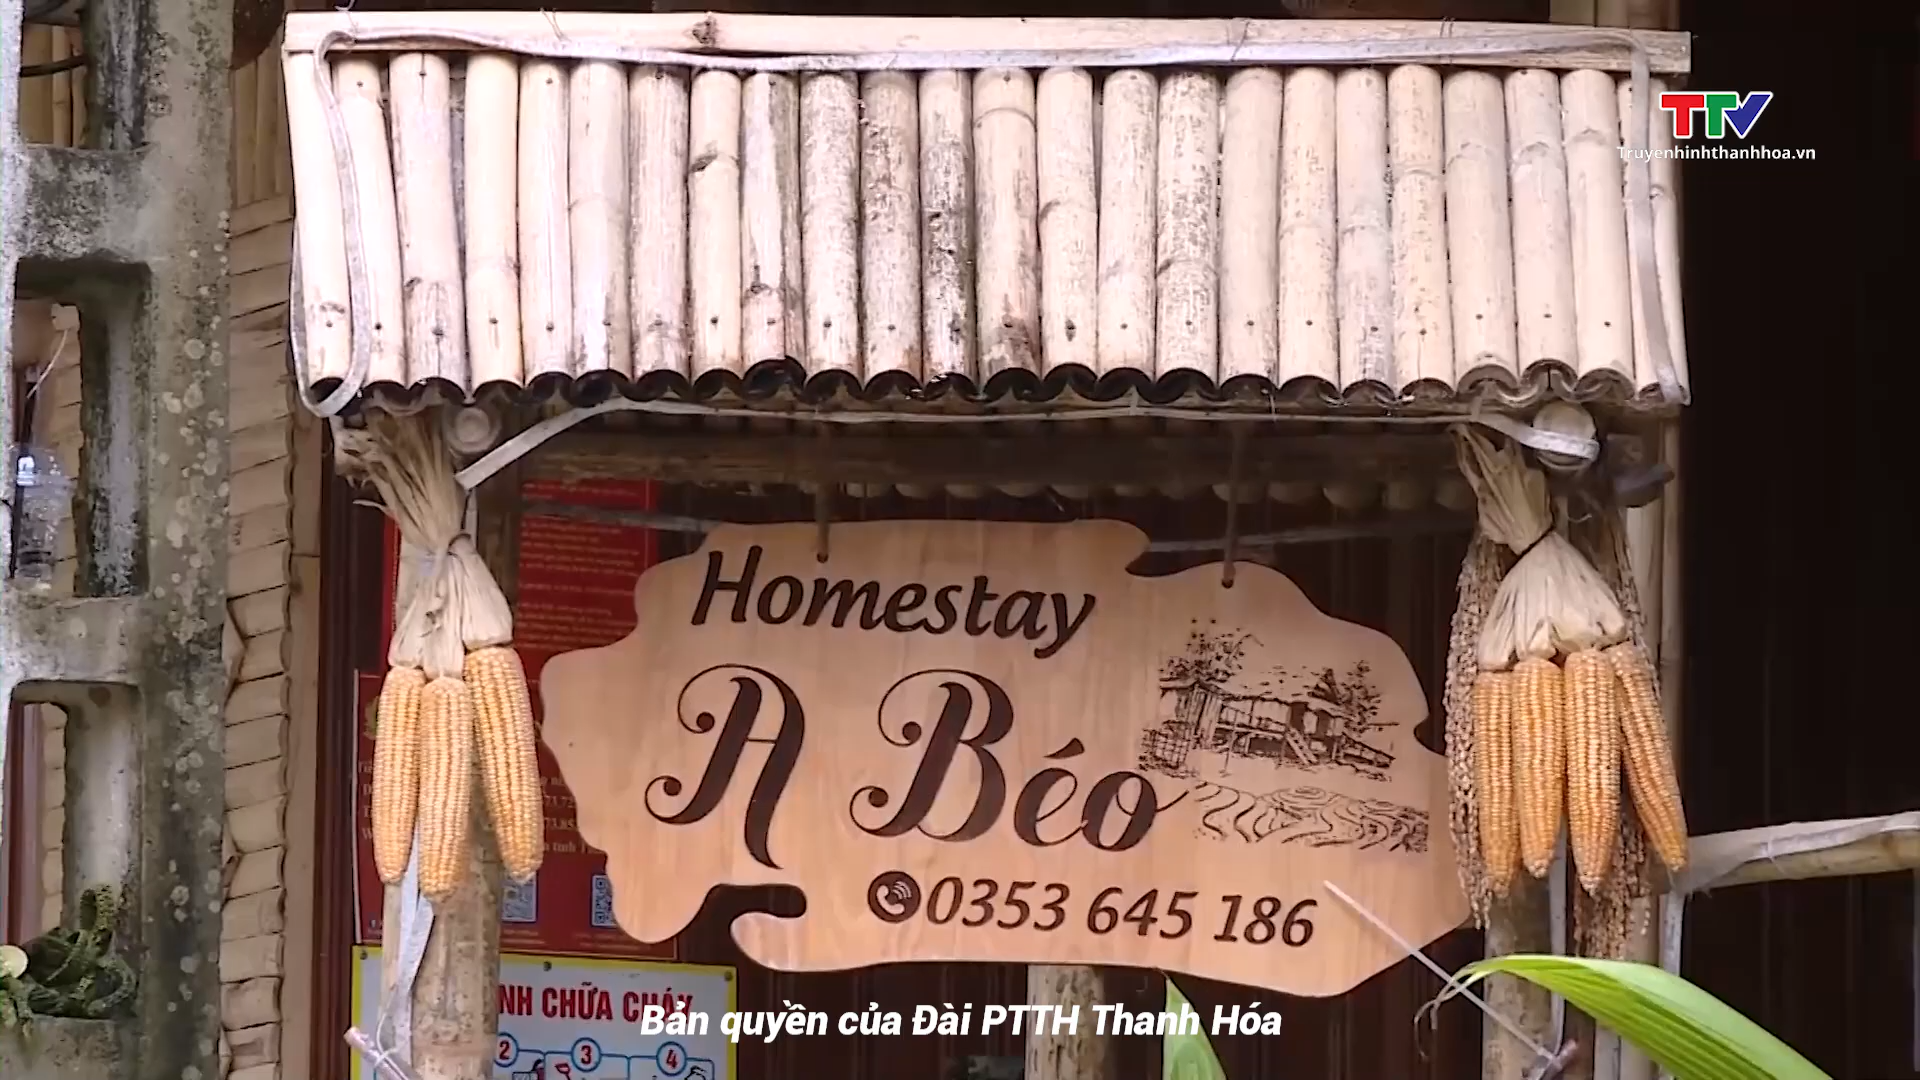 TTV
Truyenhinhthanhhoa.vn
Homestay
A Béo
0353 645 186
NH CHỮA CHÁY
2 3 4
Bản quyền của Đài PTTH Thanh Hóa